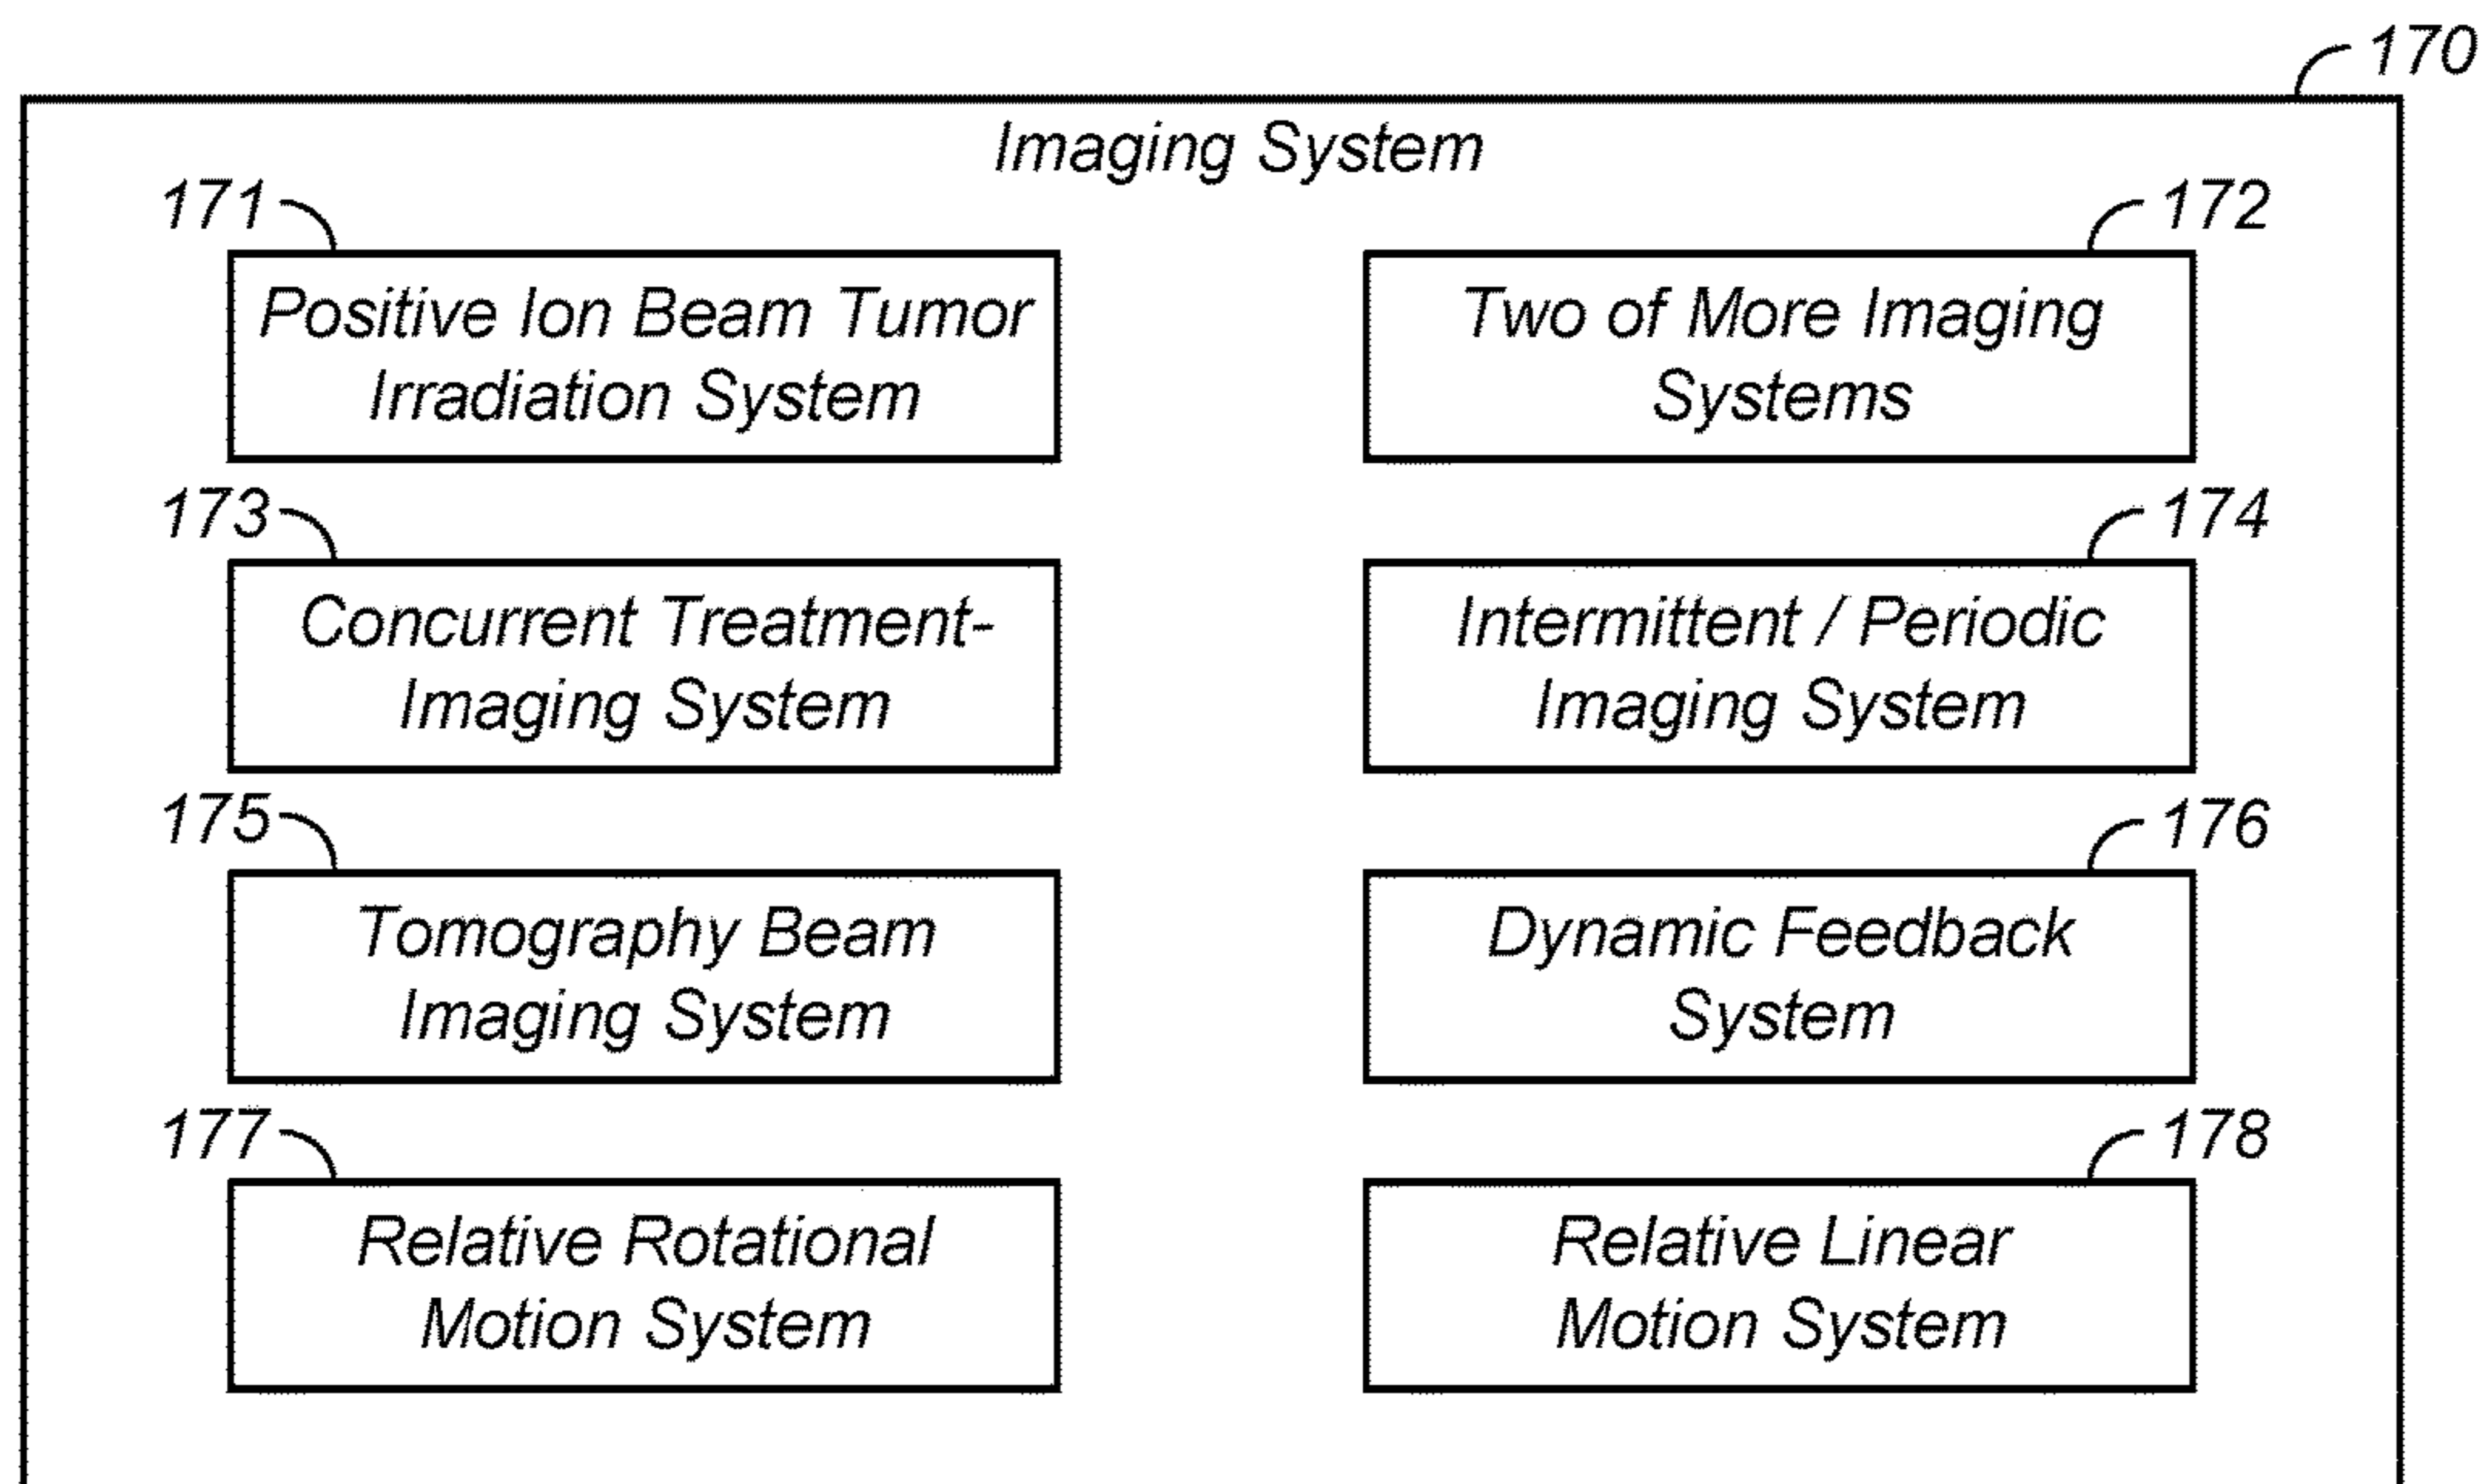 170
Imaging System
171
172
Positive Ion Beam Tumor
Irradiation System
Two of More Imaging
Systems
173
174
Concurrent Treatment-
Imaging System
Intermittent / Periodic
Imaging System
175
176
Tomography Beam
Imaging System
Dynamic Feedback
System
177
178
Relative Rotational
Motion System
Relative Linear
Motion System